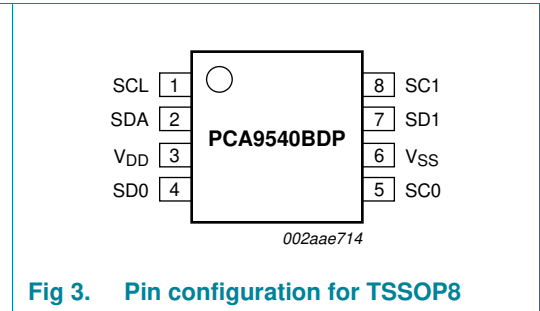 SCL 1 8 SC1
SDA 2 7 SD1
PCA9540BDP
VDD 3 6 VSS
SD0 4 5 SC0
002aae714
Fig 3. Pin configuration for TSSOP8